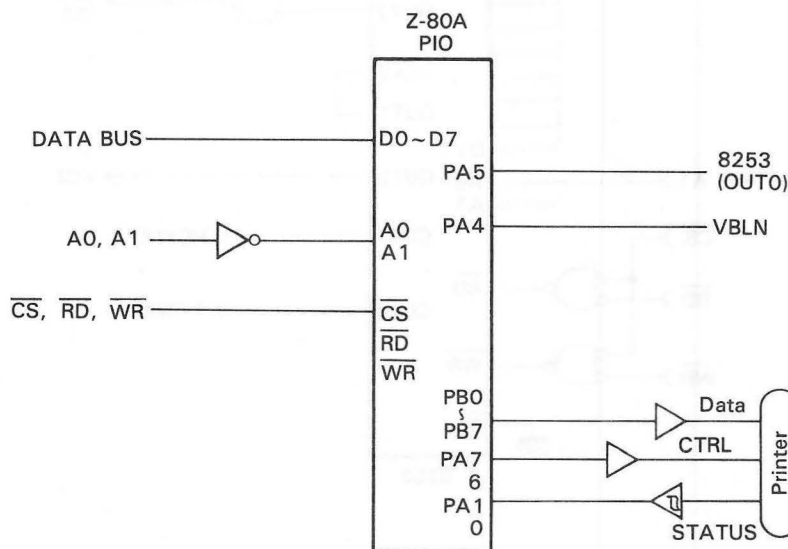 Z-80A
PIO
DATA BUS
D0~D7
PA5
8253
(OUT0)
A0, A1
A0
A1
PA4
VBLN
CS, RD, WR
CS
RD
WR
PB0
~
PB7
Data
PA7
6
CTRL
PA1
0
STATUS
Printer